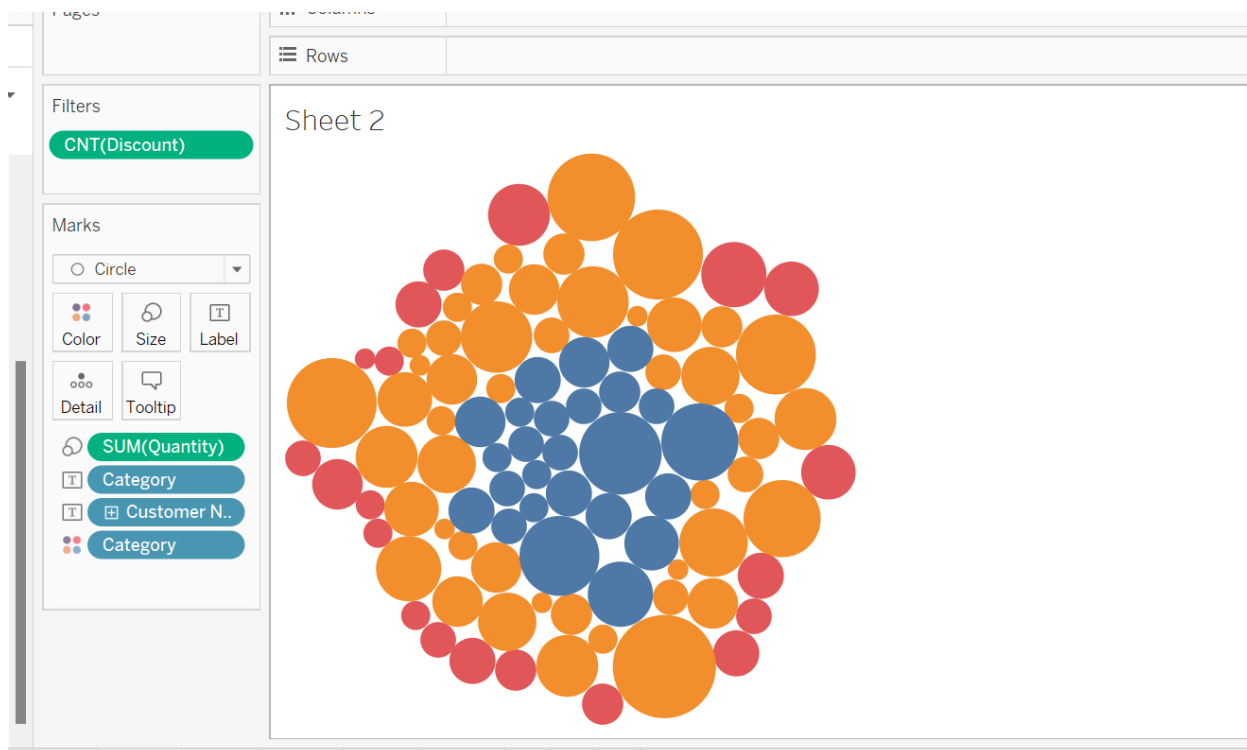 Pages
Columns
Rows
Filters
CNT(Discount)
Sheet 2
Marks
Circle
Color
Size
T
Label
Detail
Tooltip
SUM(Quantity)
T
Category
T
Customer N..
Category